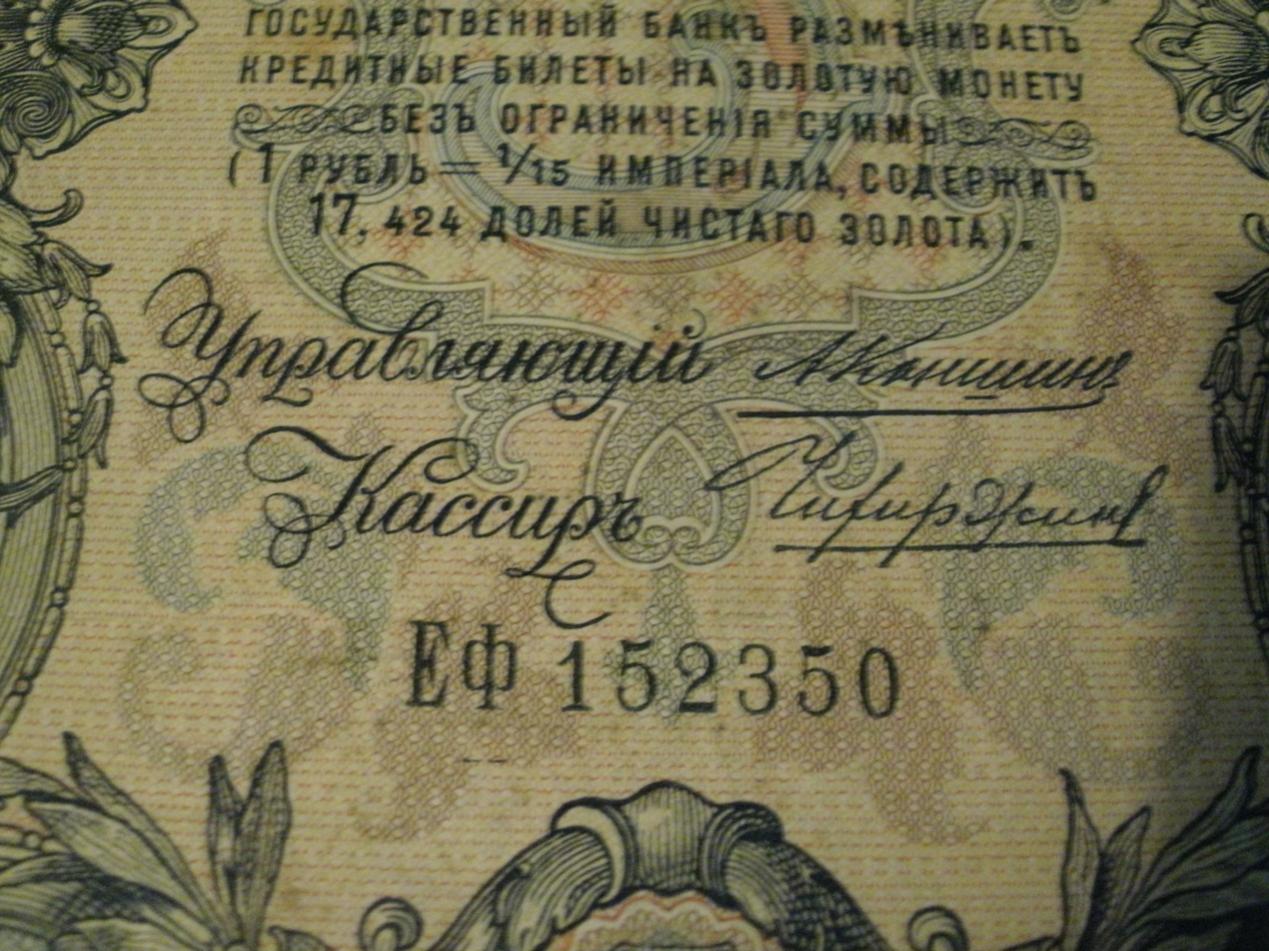 ГОСУДАРСТВЕННЫЙ БАНКЪ РАЗМѢНИВАЕТЪ
КРЕДИТНЫЕ БИЛЕТЫ НА ЗОЛОТУЮ МОНЕТУ
БЕЗЪ ОГРАНИЧЕНІЯ СУММЫ
(1 РУБЛЬ = 1/15 ИМПЕРІАЛА, СОДЕРЖИТЪ
17, 424 ДОЛЕЙ ЧИСТАГО ЗОЛОТА).
Управляющій АКоншинъ
Кассиръ
ЕФ 152350